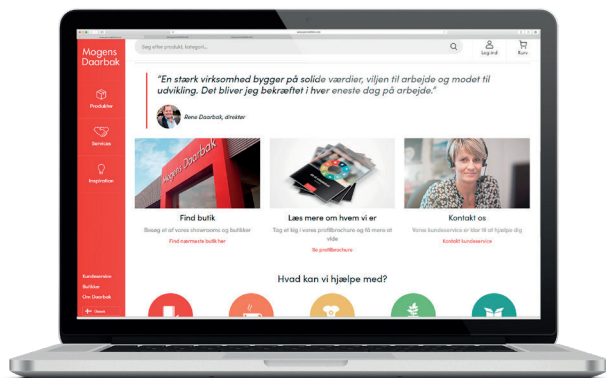 Mogens
Daarbak
Søg efter produkt, kategori...
Log ind
Kurv
"En stærk virksomhed bygger på solide værdier, viljen til arbejde og modet til
udvikling. Det bliver jeg bekræftet i hver eneste dag på arbejde."
Rene Daarbak, direktør
Produkter
Services
Inspiration
Mogens Daarbak
Find butik
Besøg et af vores showrooms og butikker
Find nærmeste butik her
Læs mere om hvem vi er
Tag et kig i vores profilbrochure og få mere at
vide
Se profilbrochure
Kontakt os
Vores kundeservice er klar til at hjælpe dig
Kontakt kundeservice
Hvad kan vi hjælpe med?
Kundeservice
Butikker
Om Daarbak
Dansk